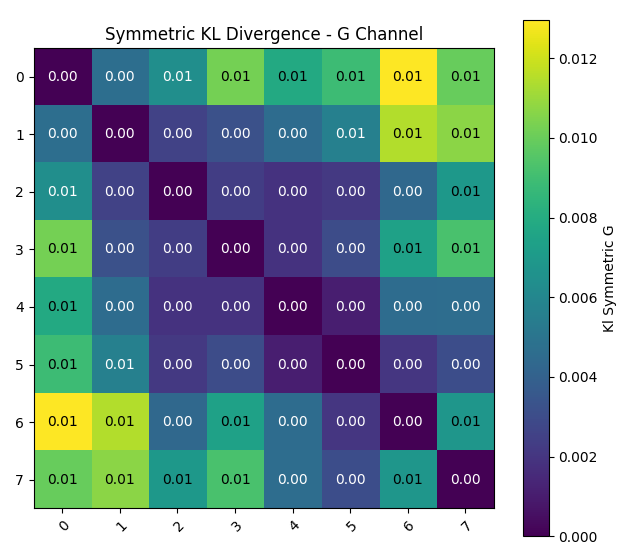 Symmetric KL Divergence - G Channel
0 0.00 0.00 0.01 0.01 0.01 0.01 0.01 0.01
1 0.00 0.00 0.00 0.00 0.00 0.01 0.01 0.01
2 0.01 0.00 0.00 0.00 0.00 0.00 0.00 0.01
3 0.01 0.00 0.00 0.00 0.00 0.00 0.01 0.01
4 0.01 0.00 0.00 0.00 0.00 0.00 0.00 0.00
5 0.01 0.01 0.00 0.00 0.00 0.00 0.00 0.00
6 0.01 0.01 0.00 0.01 0.00 0.00 0.00 0.01
7 0.01 0.01 0.01 0.01 0.00 0.00 0.01 0.00
0 1 2 3 4 5 6 7
0.012
0.010
0.008
0.006
0.004
0.002
0.000
Kl Symmetric G